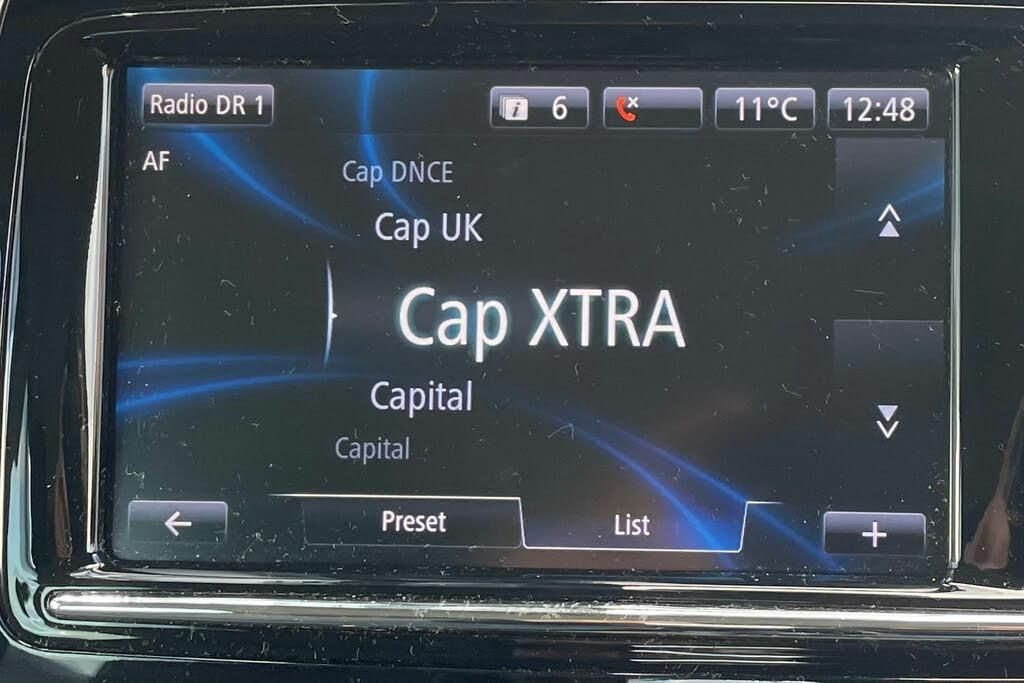 Radio DR 1
6
11°C
12:48
AF
Cap DNCE
Cap UK
Cap XTRA
Capital
Capital
Preset
List